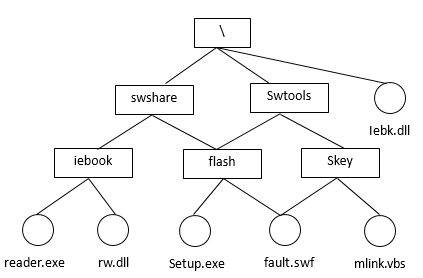 \
swshare
Swtools
Iebk.dll
iebook
flash
Skey
reader.exe
rw.dll
Setup.exe
fault.swf
mlink.vbs